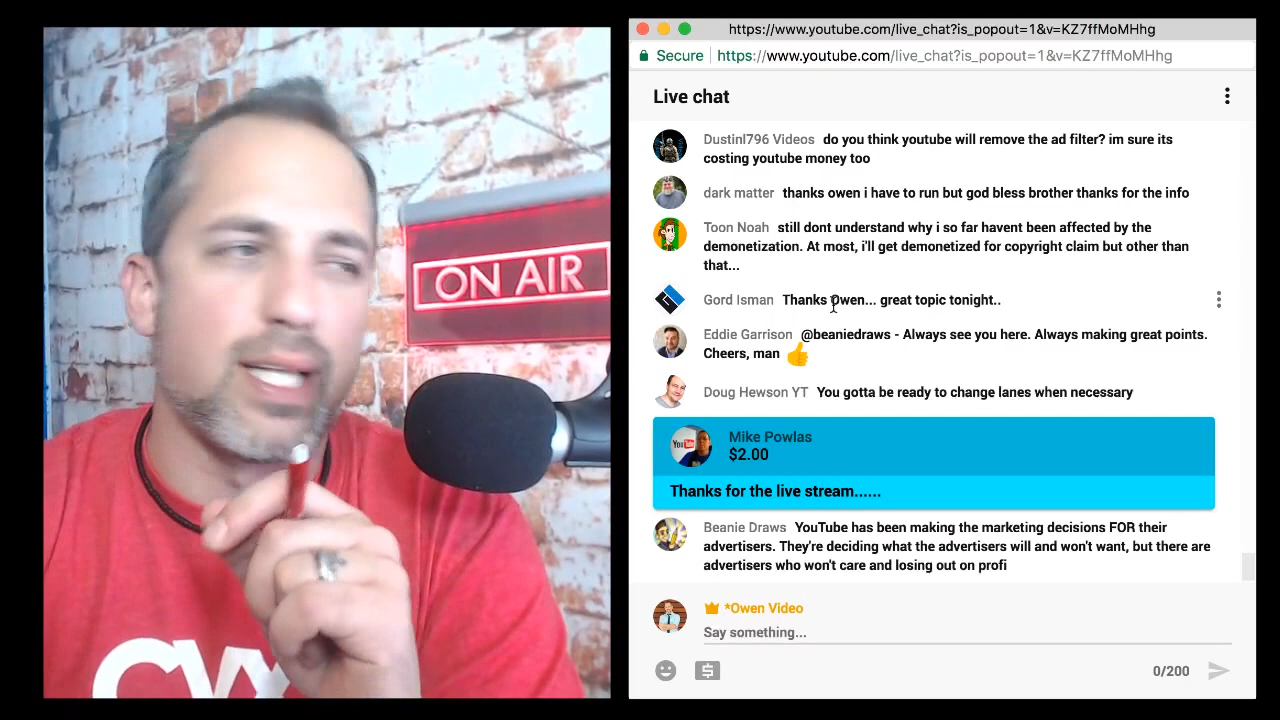 https://www.youtube.com/live_chat?is_popout=1&v=KZ7ffMoMHhg
Secure https://www.youtube.com/live_chat?is_popout=1&v=KZ7ffMoMHhg
Live chat
DustinI796 Videos do you think youtube will remove the ad filter? im sure its
costing youtube money too
dark matter thanks owen i have to run but god bless brother thanks for the info
Toon Noah still dont understand why i so far havent been affected by the
demonetization. At most, i'll get demonetized for copyright claim but other than
that...
Gord Isman Thanks Owen... great topic tonight..
Eddie Garrison @beaniedraws - Always see you here. Always making great points.
Cheers, man 👍
Doug Hewson YT You gotta be ready to change lanes when necessary
You Tube
Mike Powlas
$2.00
Thanks for the live stream......
Beanie Draws YouTube has been making the marketing decisions FOR their
advertisers. They're deciding what the advertisers will and won't want, but there are
advertisers who won't care and losing out on profi
*Owen Video
Say something...
0/200
ON AIR